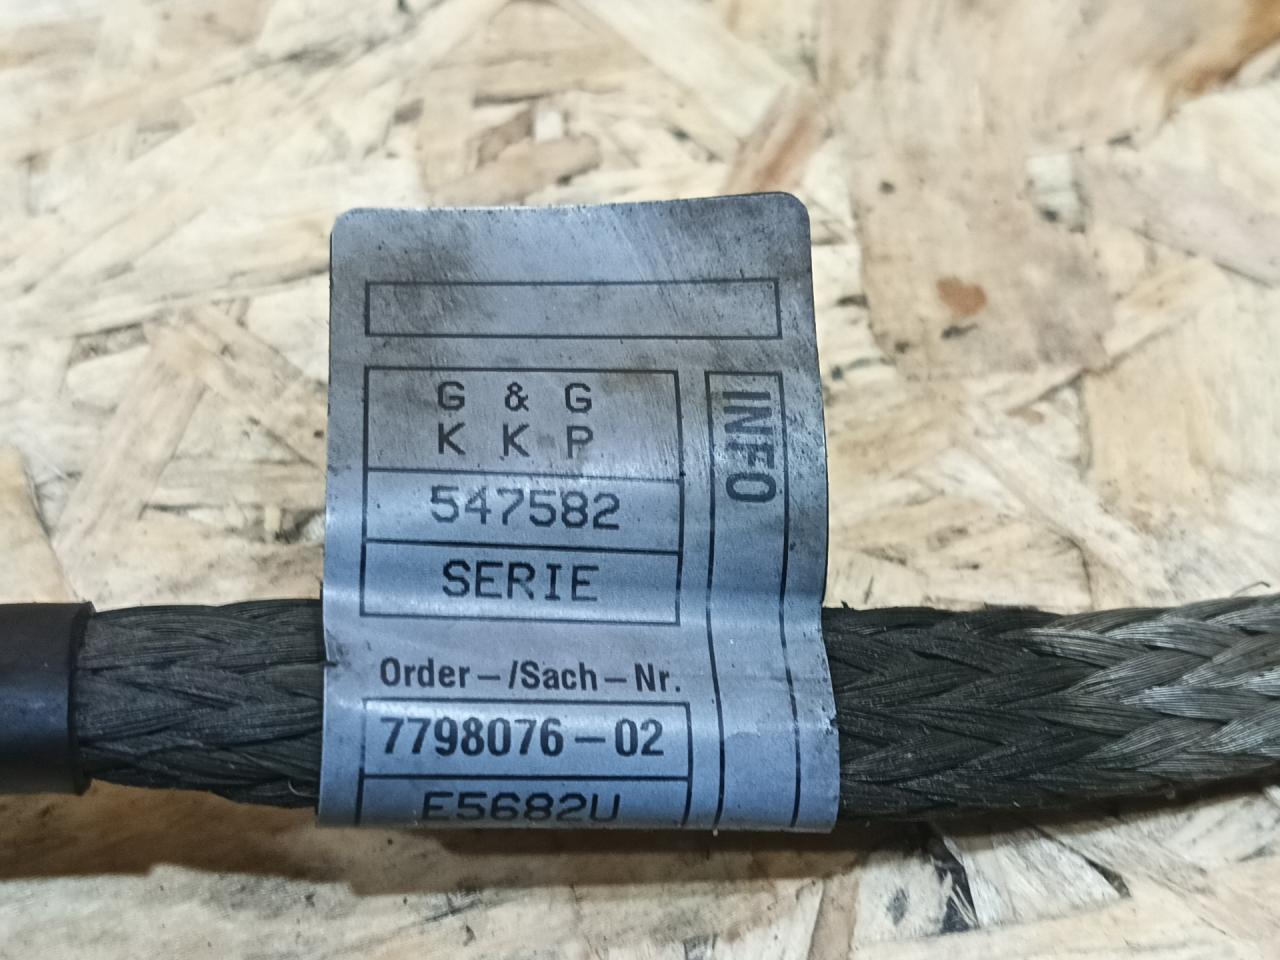 G & G
K K P
547582
SERIE
INFO
Order-/Sach-Nr.
7798076-02
E5682U